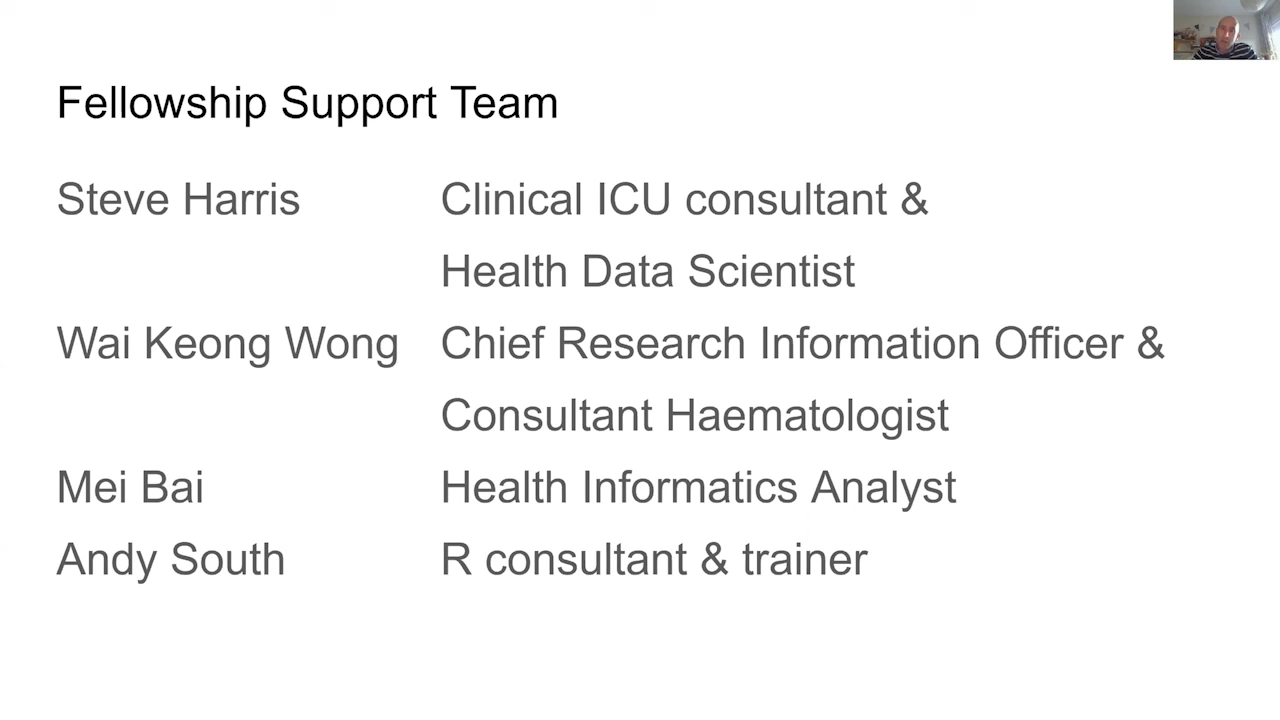 Fellowship Support Team
Steve Harris Clinical ICU consultant &
Health Data Scientist
Wai Keong Wong Chief Research Information Officer &
Consultant Haematologist
Mei Bai Health Informatics Analyst
Andy South R consultant & trainer